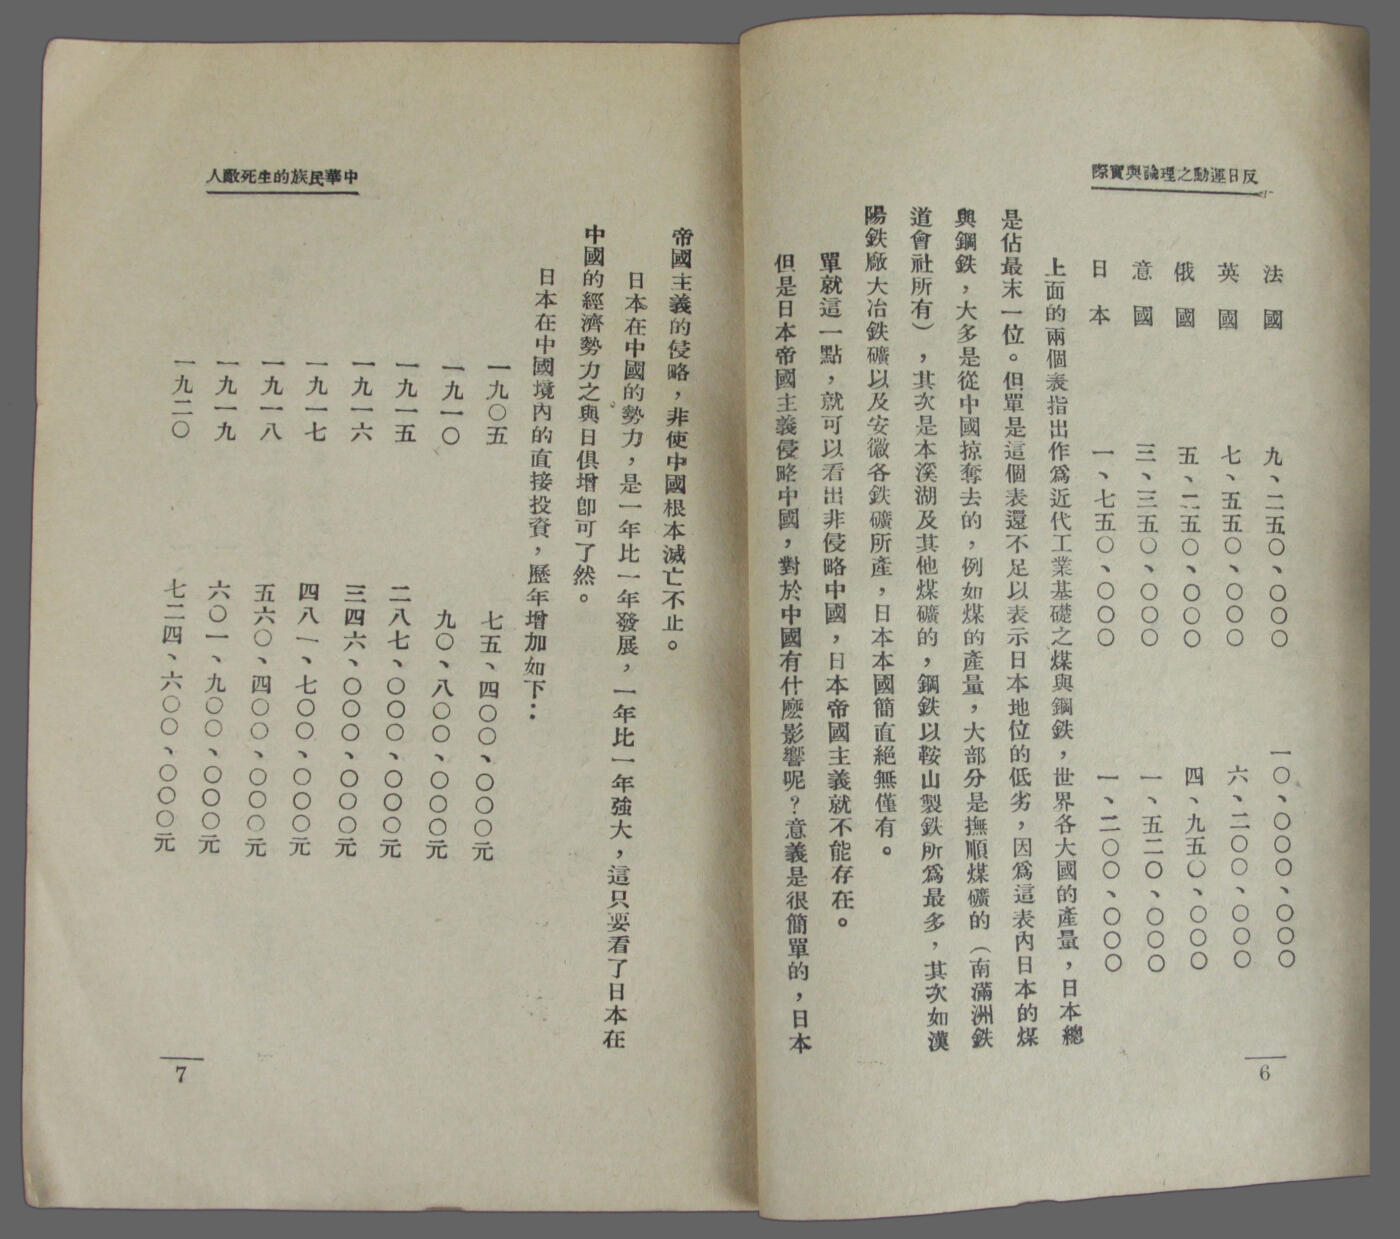 反日運動之理論與實際
法國　九、二五〇、〇〇〇　一〇、〇〇〇、〇〇〇
英國　七、五五〇、〇〇〇　六、二〇〇、〇〇〇
俄國　五、二五〇、〇〇〇　四、九五〇、〇〇〇
意國　三、三五〇、〇〇〇　一、五二〇、〇〇〇
日本　一、七五〇、〇〇〇　一、二〇〇、〇〇〇
上面的兩個表指出作爲近代工業基礎之煤與鋼鉄，世界各大國的產量，日本總
是佔最末一位。但單是這個表還不足以表示日本地位的低劣，因爲這表內日本的煤
與鋼鉄，大多是從中國掠奪去的，例如煤的產量，大部分是撫順煤礦的（南滿洲鉄
道會社所有），其次是本溪湖及其他煤礦的，鋼鉄以鞍山製鉄所爲最多，其次如漢
陽鉄廠大冶鉄礦以及安徽各鉄礦所產，日本本國簡直絕無僅有。
單就這一點，就可以看出非侵略中國，日本帝國主義就不能存在。
但是日本帝國主義侵略中國，對於中國有什麽影響呢？意義是很簡單的，日本
6
中華民族的生死敵人
帝國主義的侵略，非使中國根本滅亡不止。
日本在中國的勢力，是一年比一年發展，一年比一年強大，這只要看了日本在
中國的經濟勢力之與日俱增卽可了然。
日本在中國境內的直接投資，歷年增加如下：
一九〇五　七五、四〇〇、〇〇〇元
一九一〇　九〇、八〇〇、〇〇〇元
一九一五　二八七、〇〇〇、〇〇〇元
一九一六　三四六、〇〇〇、〇〇〇元
一九一七　四八一、七〇〇、〇〇〇元
一九一八　五六〇、四〇〇、〇〇〇元
一九一九　六〇一、九〇〇、〇〇〇元
一九二〇　七二四、六〇〇、〇〇〇元
7